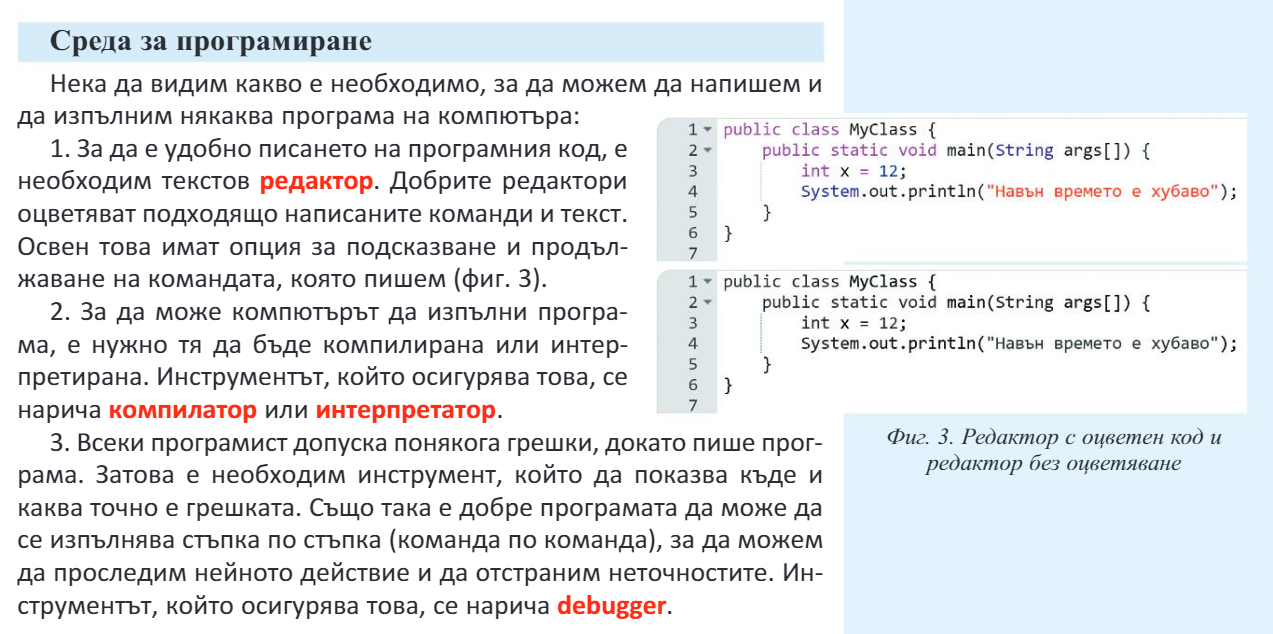 Среда за програмиране
Нека да видим какво е необходимо, за да можем да напишем и
да изпълним някаква програма на компютъра:
1. За да е удобно писането на програмния код, е
необходим текстов редактор. Добрите редактори
оцветяват подходящо написаните команди и текст.
Освен това имат опция за подсказване и продъл-
жаване на командата, която пишем (фиг. 3).
2. За да може компютърът да изпълни програ-
ма, е нужно тя да бъде компилирана или интер-
претирана. Инструментът, който осигурява това, се
нарича компилатор или интерпретатор.
3. Всеки програмист допуска понякога грешки, докато пише прог-
рама. Затова е необходим инструмент, който да показва къде и
каква точно е грешката. Също така е добре програмата да може да
се изпълнява стъпка по стъпка (команда по команда), за да можем
да проследим нейното действие и да отстраним неточностите. Ин-
струментът, който осигурява това, се нарича debugger.
1 public class MyClass {
2 public static void main(String args[]) {
3 int x = 12;
4 System.out.println("Навън времето е хубаво");
5 }
6 }
7
1 public class MyClass {
2 public static void main(String args[]) {
3 int x = 12;
4 System.out.println("Навън времето е хубаво");
5 }
6 }
7
Фиг. 3. Редактор с оцветен код и
редактор без оцветяване